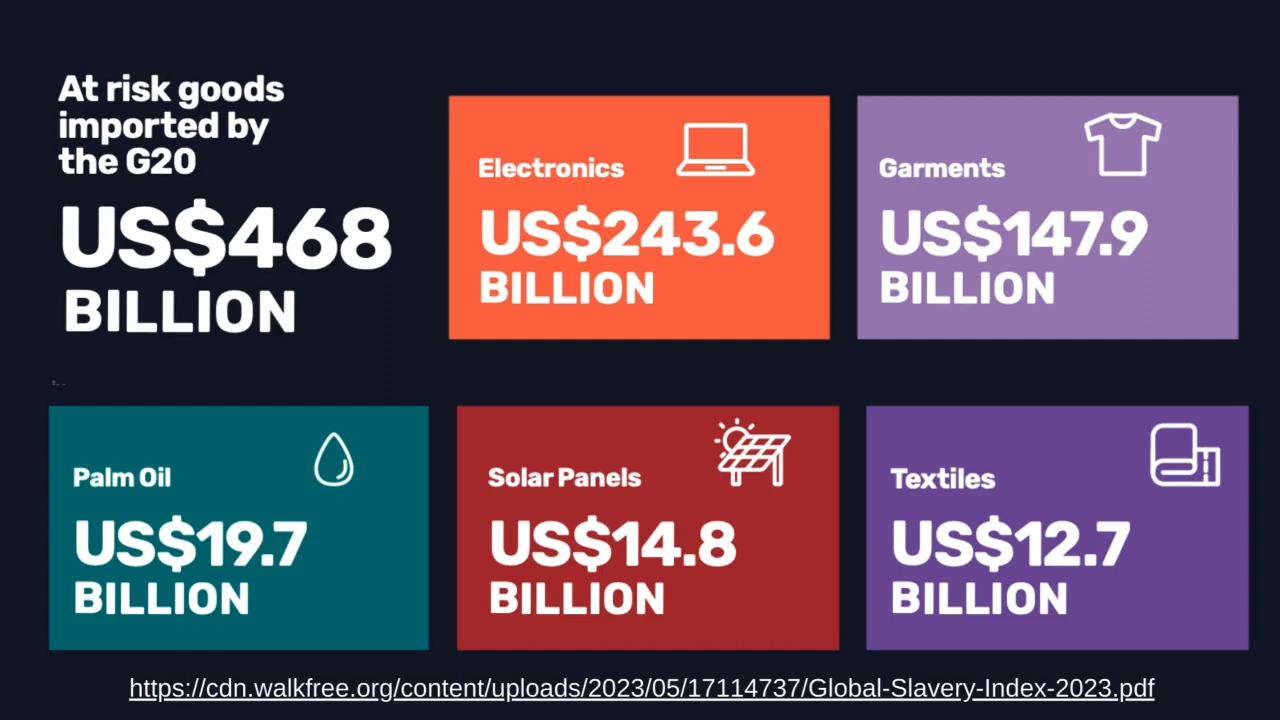 At risk goods
imported by
the G20
US$468
BILLION
Electronics
US$243.6
BILLION
Garments
US$147.9
BILLION
Palm Oil
US$19.7
BILLION
Solar Panels
US$14.8
BILLION
Textiles
US$12.7
BILLION
https://cdn.walkfree.org/content/uploads/2023/05/17114737/Global-Slavery-Index-2023.pdf